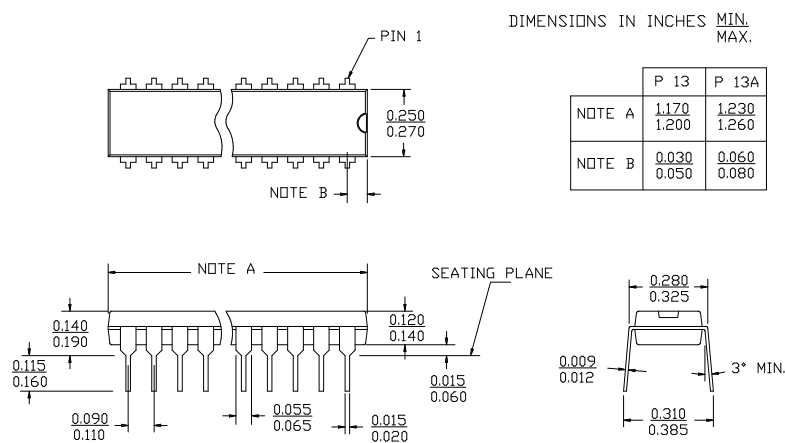 DIMENSIONS IN INCHES MIN.
MAX.
PIN 1
P 13 P 13A
NOTE A 1.170 1.230
1.200 1.260
NOTE B 0.030 0.060
0.050 0.080
0.250
0.270
NOTE B
NOTE A
SEATING PLANE
0.280
0.325
0.140
0.190
0.120
0.140
0.115
0.160
0.015
0.060
0.009
0.012
3° MIN.
0.090
0.110
0.055
0.065
0.015
0.020
0.310
0.385